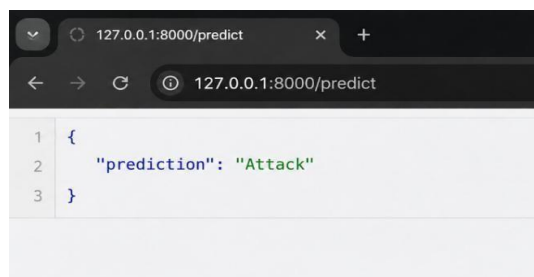 127.0.0.1:8000/predict
127.0.0.1:8000/predict
1 {
2 "prediction": "Attack"
3 }